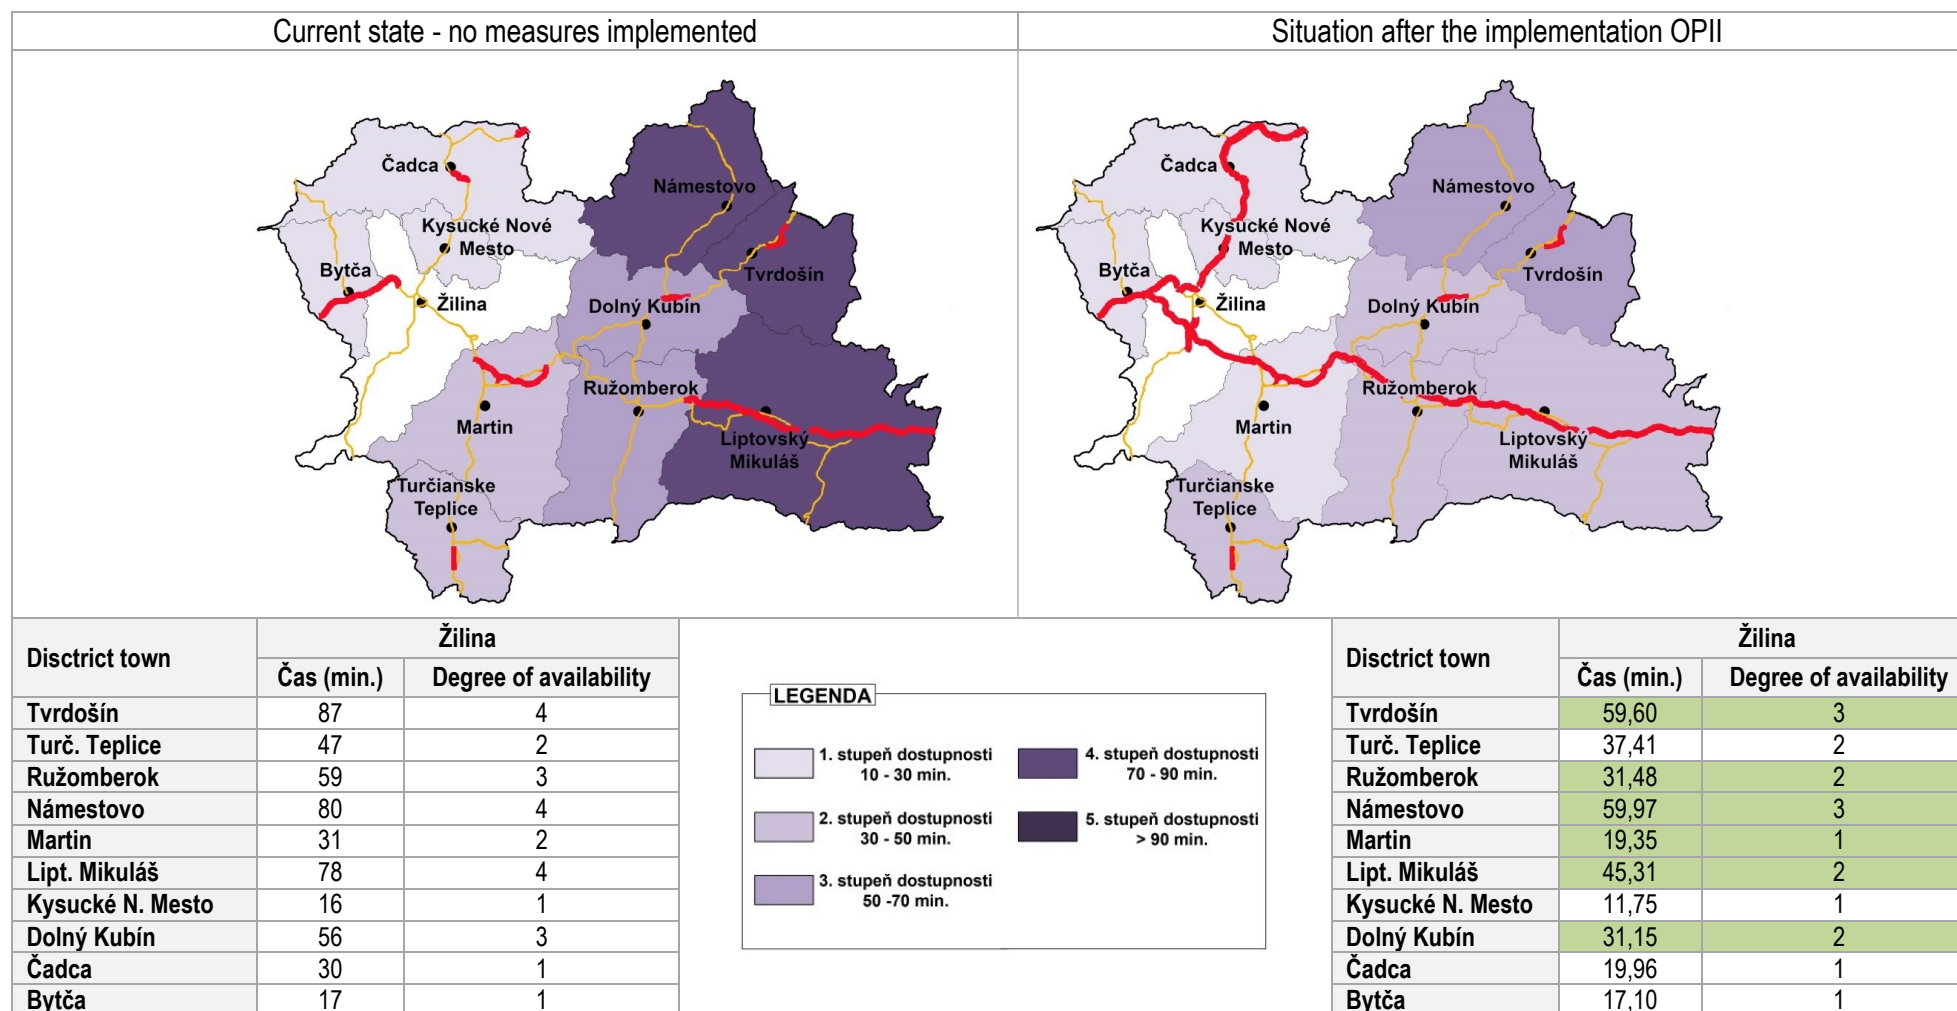 Current state - no measures implemented
Situation after the implementation OPII
Čadca
Námestovo
Kysucké Nové
Mesto
Bytča
Tvrdošín
Žilina
Dolný Kubín
Ružomberok
Martin
Liptovský
Mikuláš
Turčianske
Teplice
Čadca
Námestovo
Kysucké Nové
Mesto
Bytča
Tvrdošín
Žilina
Dolný Kubín
Ružomberok
Martin
Liptovský
Mikuláš
Turčianske
Teplice
Disctrict town
Žilina
Čas (min.) Degree of availability
Tvrdošín 87 4
Turč. Teplice 47 2
Ružomberok 59 3
Námestovo 80 4
Martin 31 2
Lipt. Mikuláš 78 4
Kysucké N. Mesto 16 1
Dolný Kubín 56 3
Čadca 30 1
Bytča 17 1
LEGENDA
1. stupeň dostupnosti
10 - 30 min.
2. stupeň dostupnosti
30 - 50 min.
3. stupeň dostupnosti
50 -70 min.
4. stupeň dostupnosti
70 - 90 min.
5. stupeň dostupnosti
> 90 min.
Disctrict town
Žilina
Čas (min.) Degree of availability
Tvrdošín 59,60 3
Turč. Teplice 37,41 2
Ružomberok 31,48 2
Námestovo 59,97 3
Martin 19,35 1
Lipt. Mikuláš 45,31 2
Kysucké N. Mesto 11,75 1
Dolný Kubín 31,15 2
Čadca 19,96 1
Bytča 17,10 1